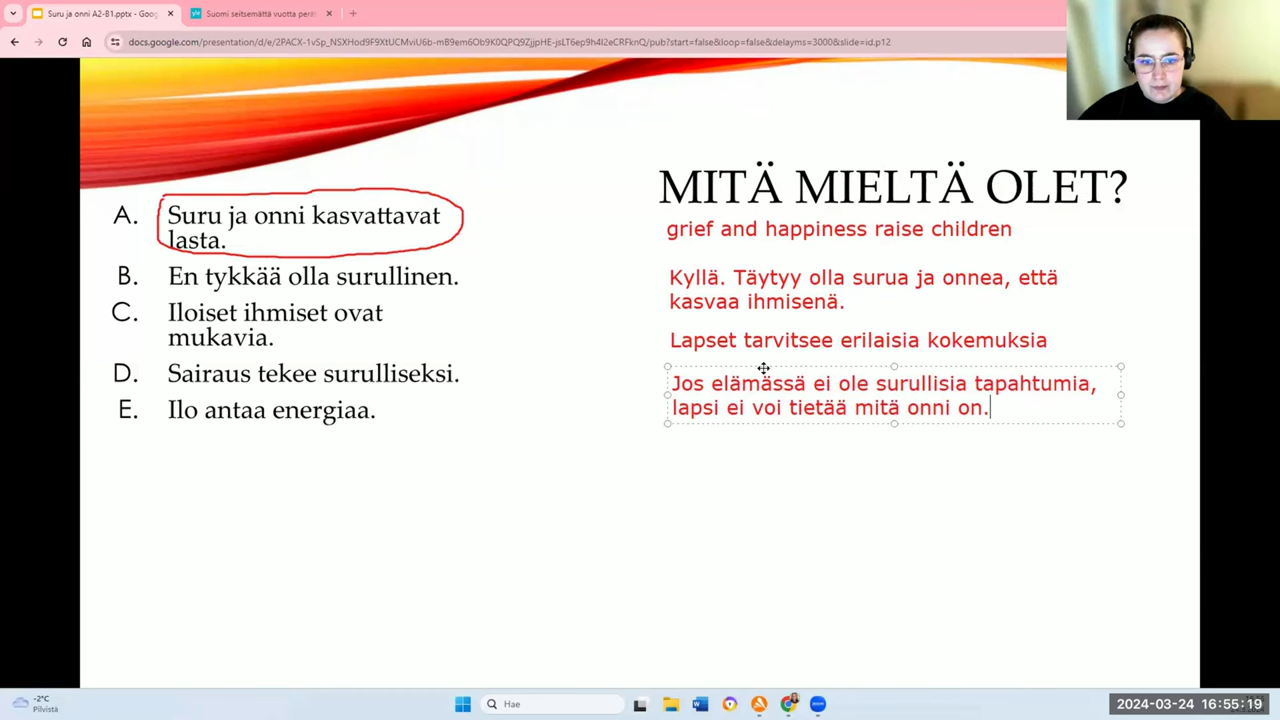 Suru ja onni A2-B1.pptx - Goog
Suomi seitsemättä vuotta perä
docs.google.com/presentation/d/e/2PACX-1vSp_NSXHod9F9XtUCMviU6b-mB9em6Ob9K0QPQ9ZjjpHE-jsLT6ep9h4l2eCRFknQ/pub?start=false&loop=false&delayms=3000&slide=id.p12
MITÄ MIELTÄ OLET?
A. Suru ja onni kasvattavat
lasta.
B. En tykkää olla surullinen.
C. Iloiset ihmiset ovat
mukavia.
D. Sairaus tekee surulliseksi.
E. Ilo antaa energiaa.
grief and happiness raise children
Kyllä. Täytyy olla surua ja onnea, että
kasvaa ihmisenä.
Lapset tarvitsee erilaisia kokemuksia
Jos elämässä ei ole surullisia tapahtumia,
lapsi ei voi tietää mitä onni on.
-2°C
Pilvistä
Hae
zoom
2024-03-24 16:55:19